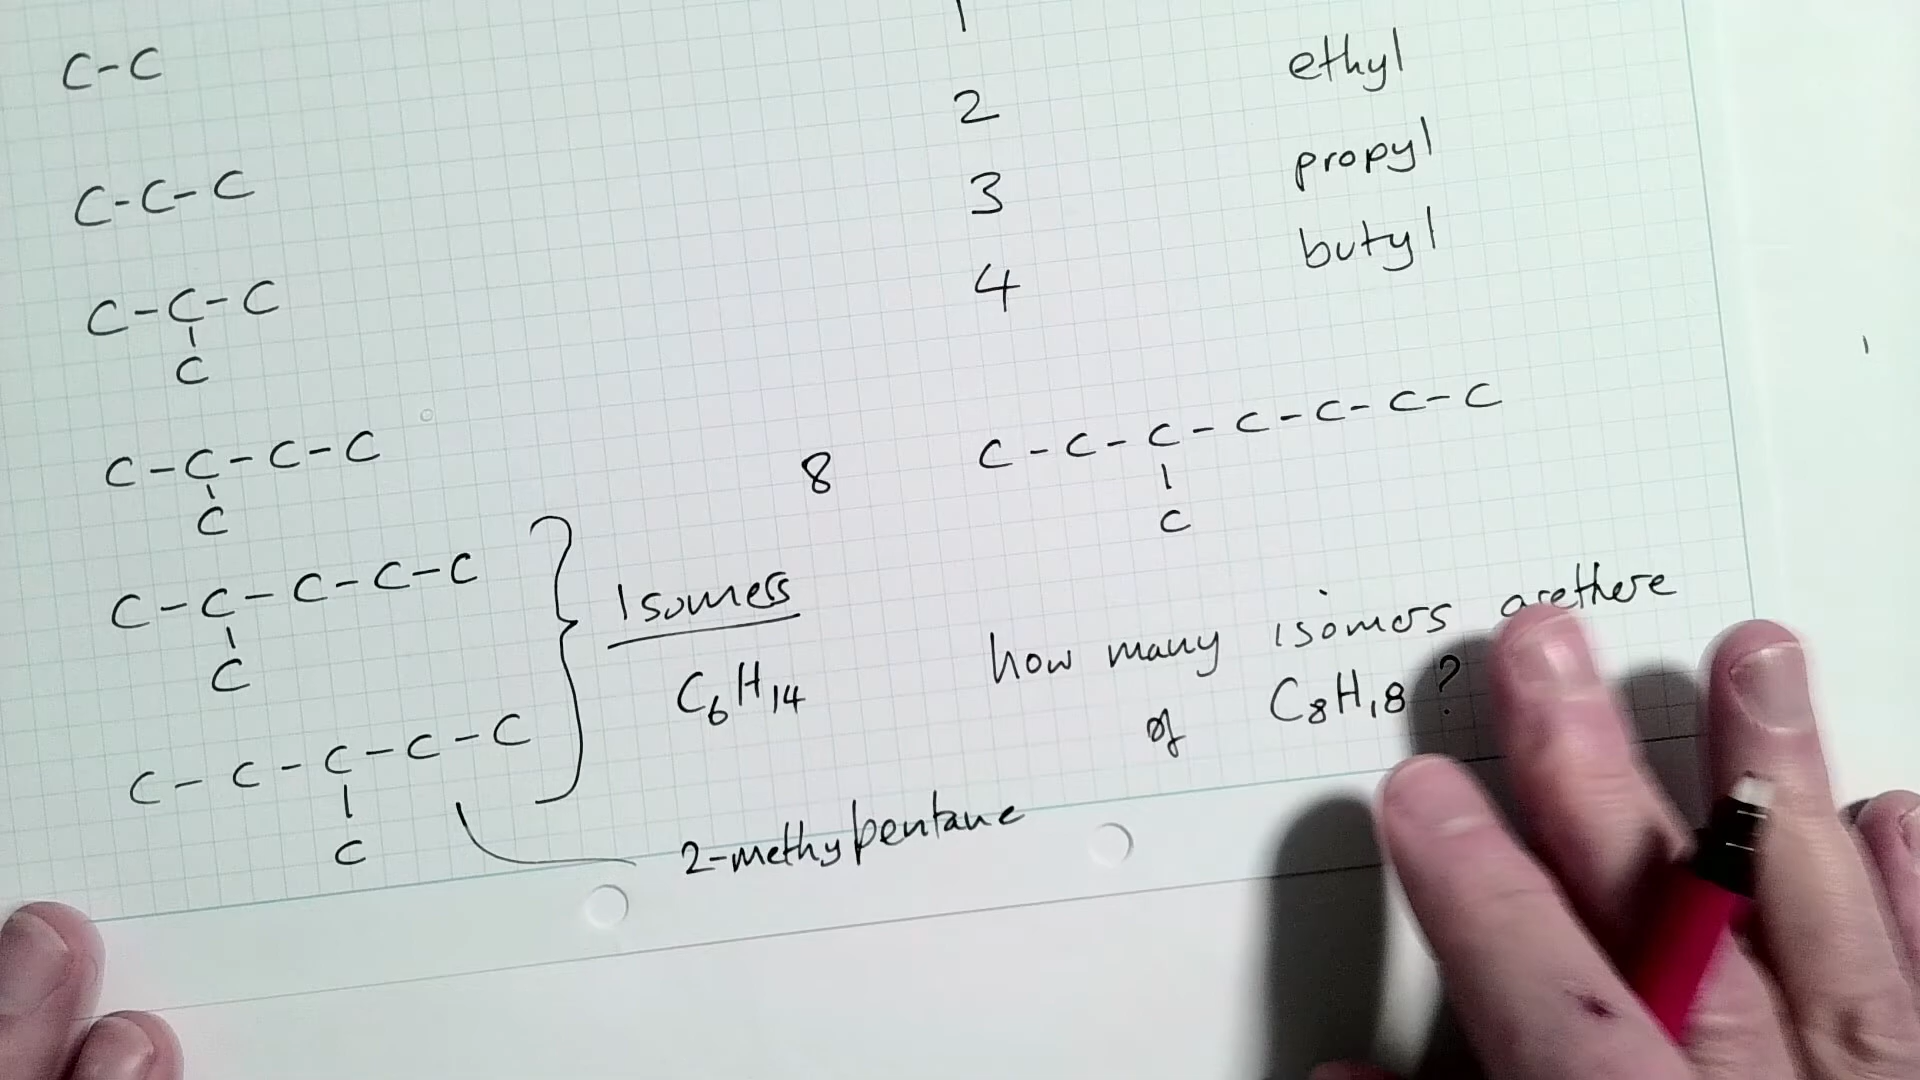 C-C
1
2
ethyl
C-C-C
3
propyl
C-C-C
C
4
butyl
C-C-C-C
C
8
C-C-C-C-C-C-C
C
C-C-C-C-C
C
Isomers
C6H14
how many isomers are there
of C8H18?
C-C-C-C-C
C
2-methylpentane